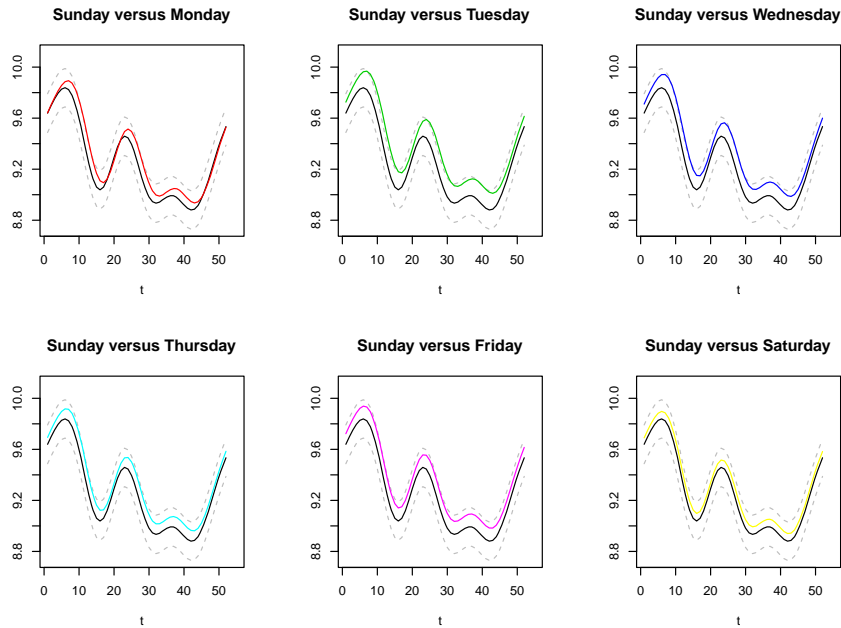 Sunday versus Monday
10.0
9.6
9.2
8.8
0 10 20 30 40 50
t
Sunday versus Tuesday
10.0
9.6
9.2
8.8
0 10 20 30 40 50
t
Sunday versus Wednesday
10.0
9.6
9.2
8.8
0 10 20 30 40 50
t
Sunday versus Thursday
10.0
9.6
9.2
8.8
0 10 20 30 40 50
t
Sunday versus Friday
10.0
9.6
9.2
8.8
0 10 20 30 40 50
t
Sunday versus Saturday
10.0
9.6
9.2
8.8
0 10 20 30 40 50
t